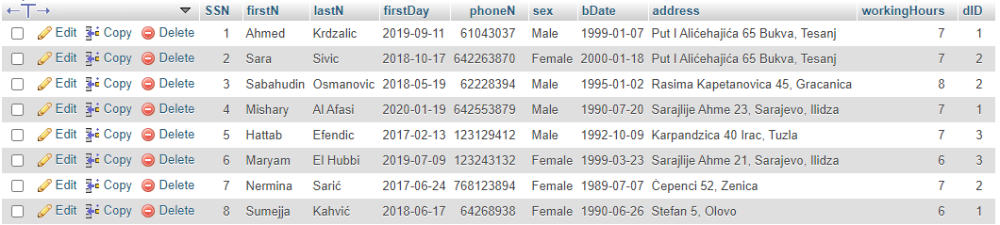 ←T→ SSN firstN lastN firstDay phoneN sex bDate address workingHours dID
Edit Copy Delete 1 Ahmed Krdzalic 2019-09-11 61043037 Male 1999-01-07 Put I Alićehajića 65 Bukva, Tesanj 7 1
Edit Copy Delete 2 Sara Sivic 2018-10-17 642263870 Female 2000-01-18 Put I Alićehajića 65 Bukva, Tesanj 7 2
Edit Copy Delete 3 Sabahudin Osmanovic 2018-05-19 62228394 Male 1995-01-02 Rasima Kapetanovica 45, Gracanica 8 2
Edit Copy Delete 4 Mishary Al Afasi 2020-01-19 642553879 Male 1990-07-20 Sarajlije Ahme 23, Sarajevo, Ilidza 7 1
Edit Copy Delete 5 Hattab Efendic 2017-02-13 123129412 Male 1992-10-09 Karpandzica 40 Irac, Tuzla 7 3
Edit Copy Delete 6 Maryam El Hubbi 2019-07-09 123243132 Female 1990-03-23 Sarajlije Ahme 21, Sarajevo, Ilidza 6 3
Edit Copy Delete 7 Nermina Sarić 2017-06-24 768123894 Female 1989-07-07 Čepenci 52, Zenica 7 2
Edit Copy Delete 8 Sumejja Kahvić 2018-06-17 64268938 Female 1990-06-26 Stefan 5, Olovo 6 1